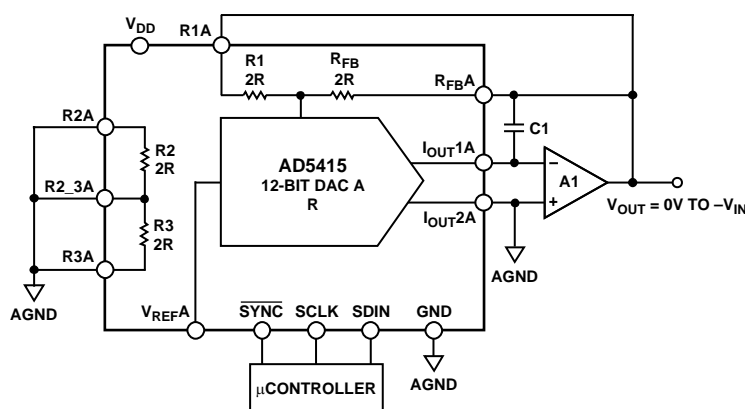 VDD
R1A
R1
2R
RFB
2R
RFBA
R2A
R2
2R
R2_3A
R3
2R
R3A
AGND
AD5415
12-BIT DAC A
R
IOUT1A
IOUT2A
C1
A1
VOUT = 0V TO –VIN
AGND
VREFA
SYNC
SCLK
SDIN
GND
AGND
µCONTROLLER